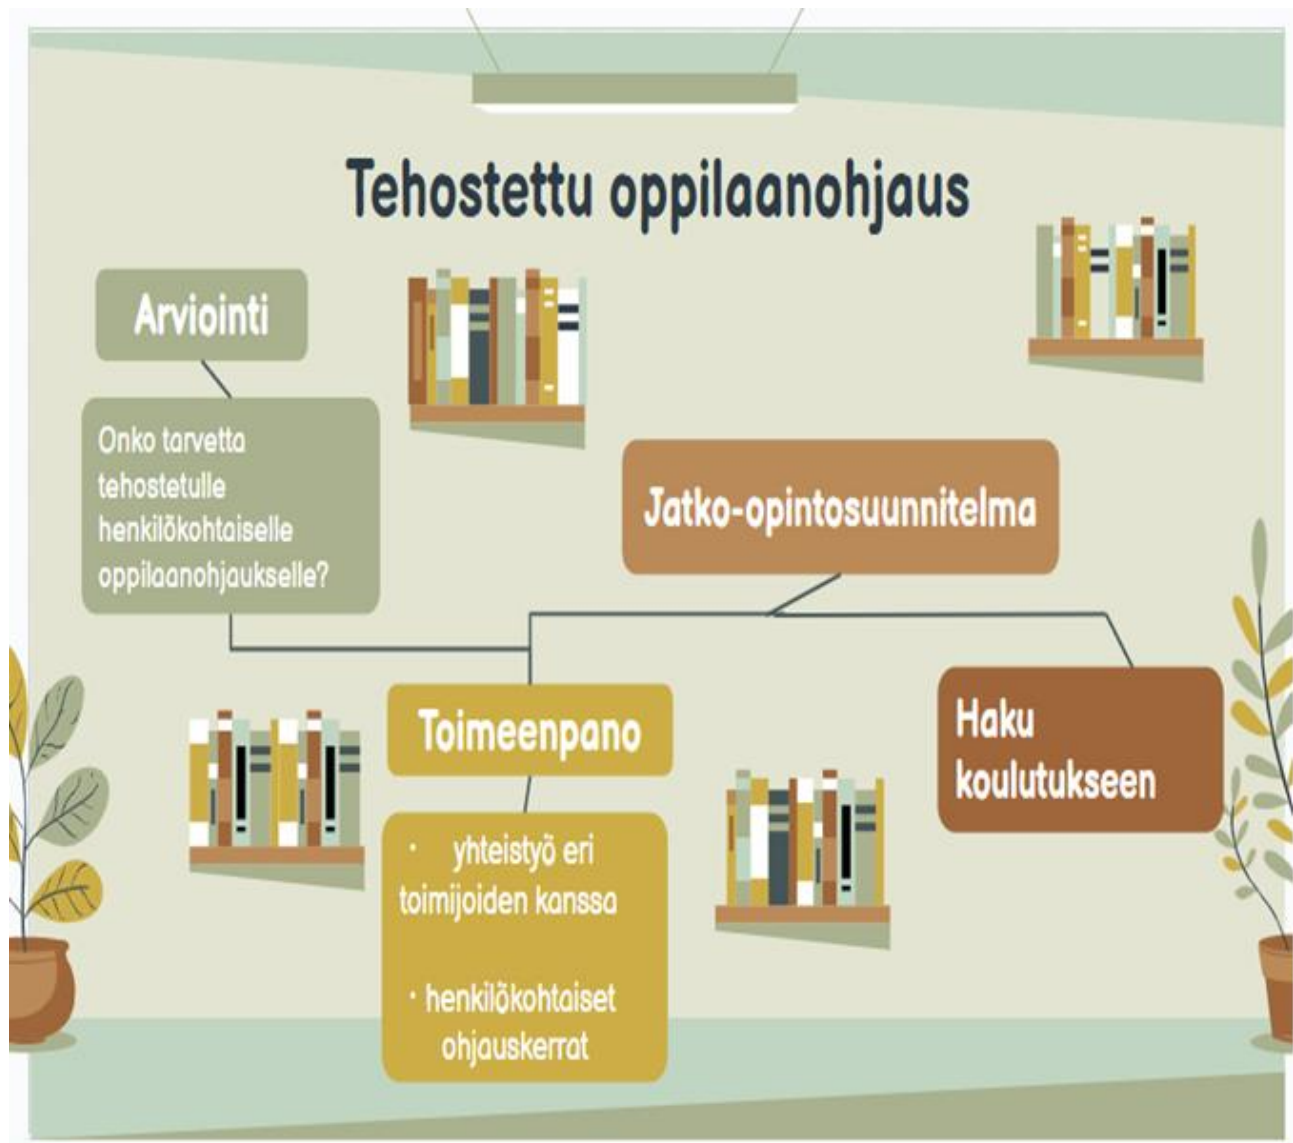 Tehostettu oppilaanohjaus
Arviointi
Onko tarvetta
tehostetulle
henkilökohtaiselle
oppilaanohjaukselle?
Jatko-opintosuunnitelma
Toimeenpano
• yhteistyö eri
toimijoiden kanssa
• henkilökohtaiset
ohjauskerrat
Haku
koulutukseen